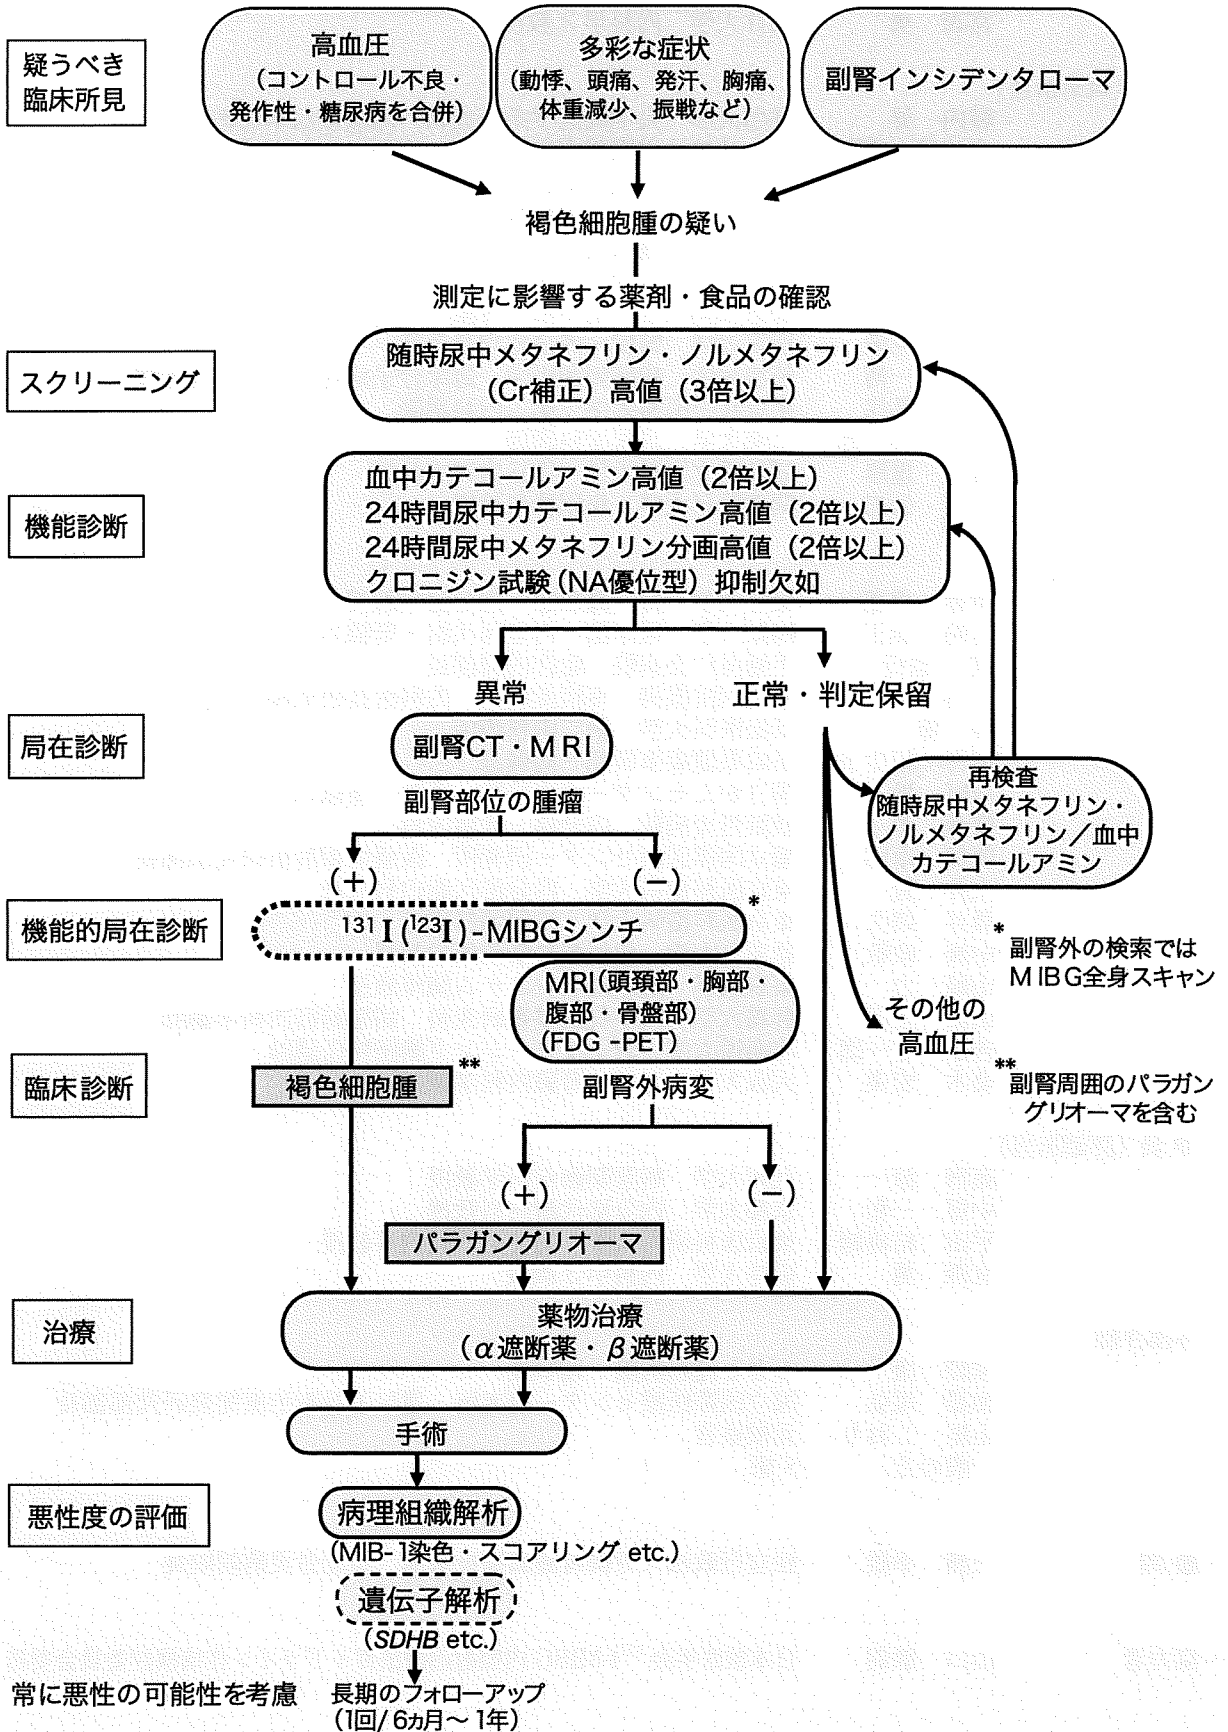 疑うべき
臨床所見
高血圧
(コントロール不良・
発作性・糖尿病を合併)
多彩な症状
(動悸、頭痛、発汗、胸痛、
体重減少、振戦など)
副腎インシデンタローマ
褐色細胞腫の疑い
測定に影響する薬剤・食品の確認
スクリーニング
随時尿中メタネフリン・ノルメタネフリン
(Cr補正)高値(3倍以上)
機能診断
血中カテコールアミン高値(2倍以上)
24時間尿中カテコールアミン高値(2倍以上)
24時間尿中メタネフリン分画高値(2倍以上)
クロニジン試験(NA優位型)抑制欠如
異常
正常・判定保留
局在診断
副腎CT・MRI
再検査
随時尿中メタネフリン・
ノルメタネフリン/血中
カテコールアミン
副腎部位の腫瘤
(+)
(-)
機能的局在診断
131I(123I)-MIBGシンチ
*
MRI(頭頚部・胸部・
腹部・骨盤部)
(FDG-PET)
*副腎外の検索では
MIBG全身スキャン
その他の
高血圧
臨床診断
褐色細胞腫
**
副腎外病変
**副腎周囲のパラガン
グリオーマを含む
(+)
(-)
パラガングリオーマ
治療
薬物治療
(α遮断薬・β遮断薬)
手術
悪性度の評価
病理組織解析
(MIB-1染色・スコアリング etc.)
遺伝子解析
(SDHB etc.)
常に悪性の可能性を考慮
長期のフォローアップ
(1回/6カ月〜1年)